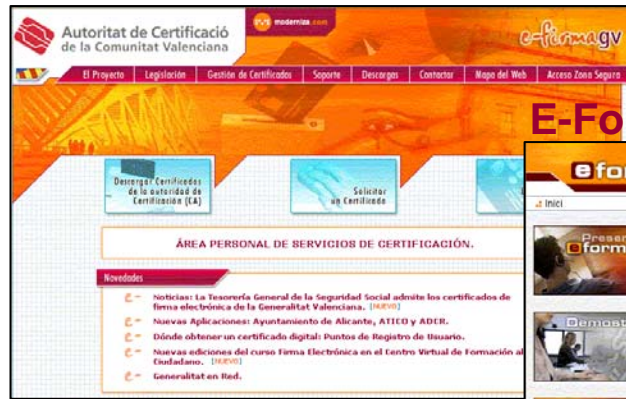 Autoritat de Certificació
de la Comunitat Valenciana
moderniza.com
e-firmagv
El Proyecto Legislación Gestión de Certificados Soporte Descargas Contactar Mapa del Web Acceso Zona Segura
E-Fo
efor
Inici
Descargar Certificados
de la autoridad de
Certificación (CA)
Solicitar
un Certificado
Presen
eform
ÁREA PERSONAL DE SERVICIOS DE CERTIFICACIÓN.
Novedades
Noticias: La Tesorería General de la Seguridad Social admite los certificados de
firma electrónica de la Generalitat Valenciana. [NUEVO]
Nuevas Aplicaciones: Ayuntamiento de Alicante, ATICO y ADER.
Dónde obtener un certificado digital: Puntos de Registro de Usuario.
Nuevas ediciones del curso Firma Electrónica en el Centro Virtual de Formación al
Ciudadano. [NUEVO]
Generalitat en Red.
Demost